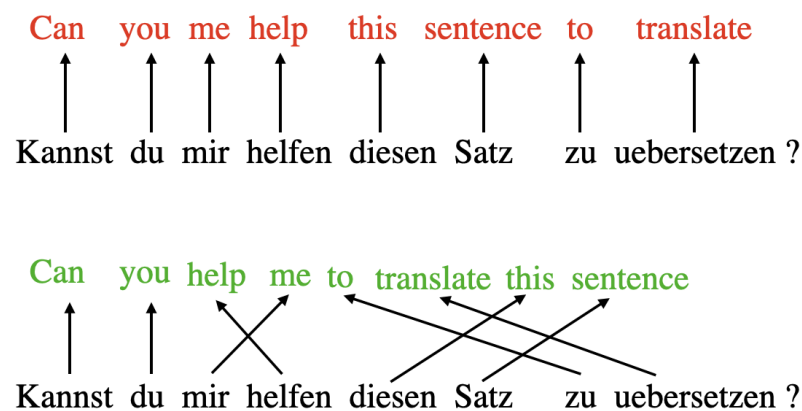 Can you me help this sentence to translate
Kannst du mir helfen diesen Satz zu uebersetzen ?
Can you help me to translate this sentence
Kannst du mir helfen diesen Satz zu uebersetzen ?